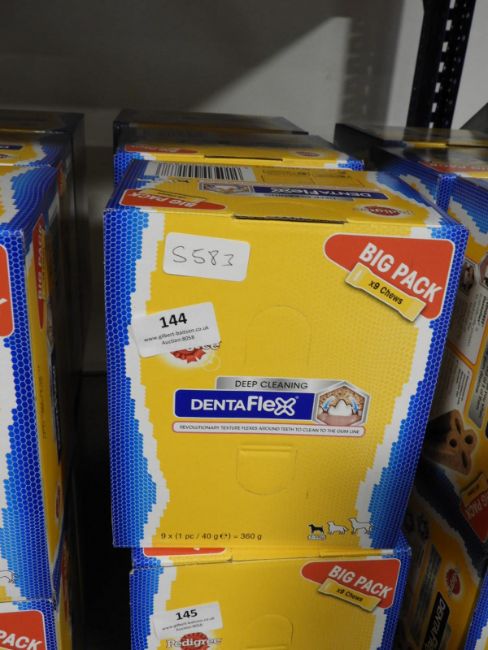 DENTAFlex
S583
BIG PACK
x9 Chews
144
www.gilbert-baitson.co.uk
Auction 8058
DEEP CLEANING
DENTAFlex
REVOLUTIONARY TEXTURE FLEXES AROUND TEETH TO CLEAN TO THE GUM LINE
9 x (1 pc / 40 g ℮*) = 360 g
BIG PACK
BIG PACK
x9 Chews
145
www.gilbert-baitson.co.uk
Auction 8058
Pedigree
PACK